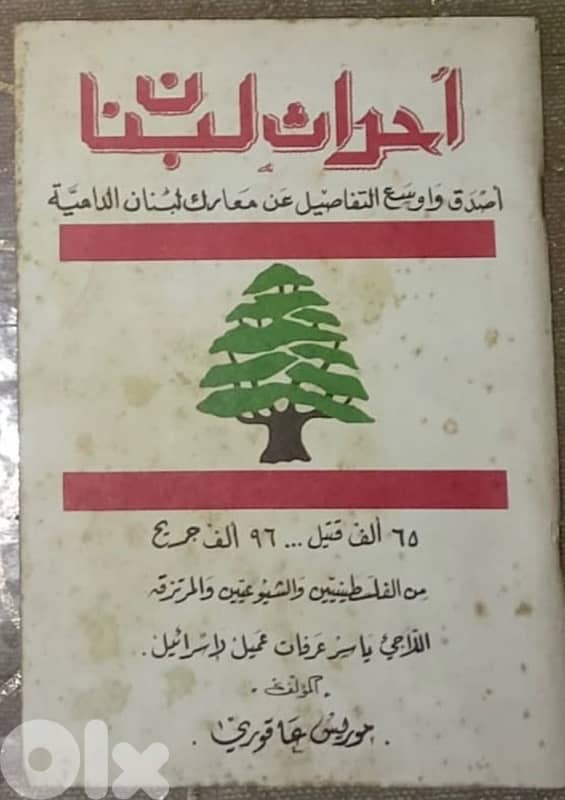 أحداث لبنان
أصدق وأوسع التفاصيل عن معارك لبنان الدامية
٦٥ ألف قتيل ... ٩٦ ألف جريح
من الفلسطينيين والشيوعيين والمرتزقة
اللاجئ ياسر عرفات عميل لإسرائيل .
المؤلف
. موريس عاقوري .
olx